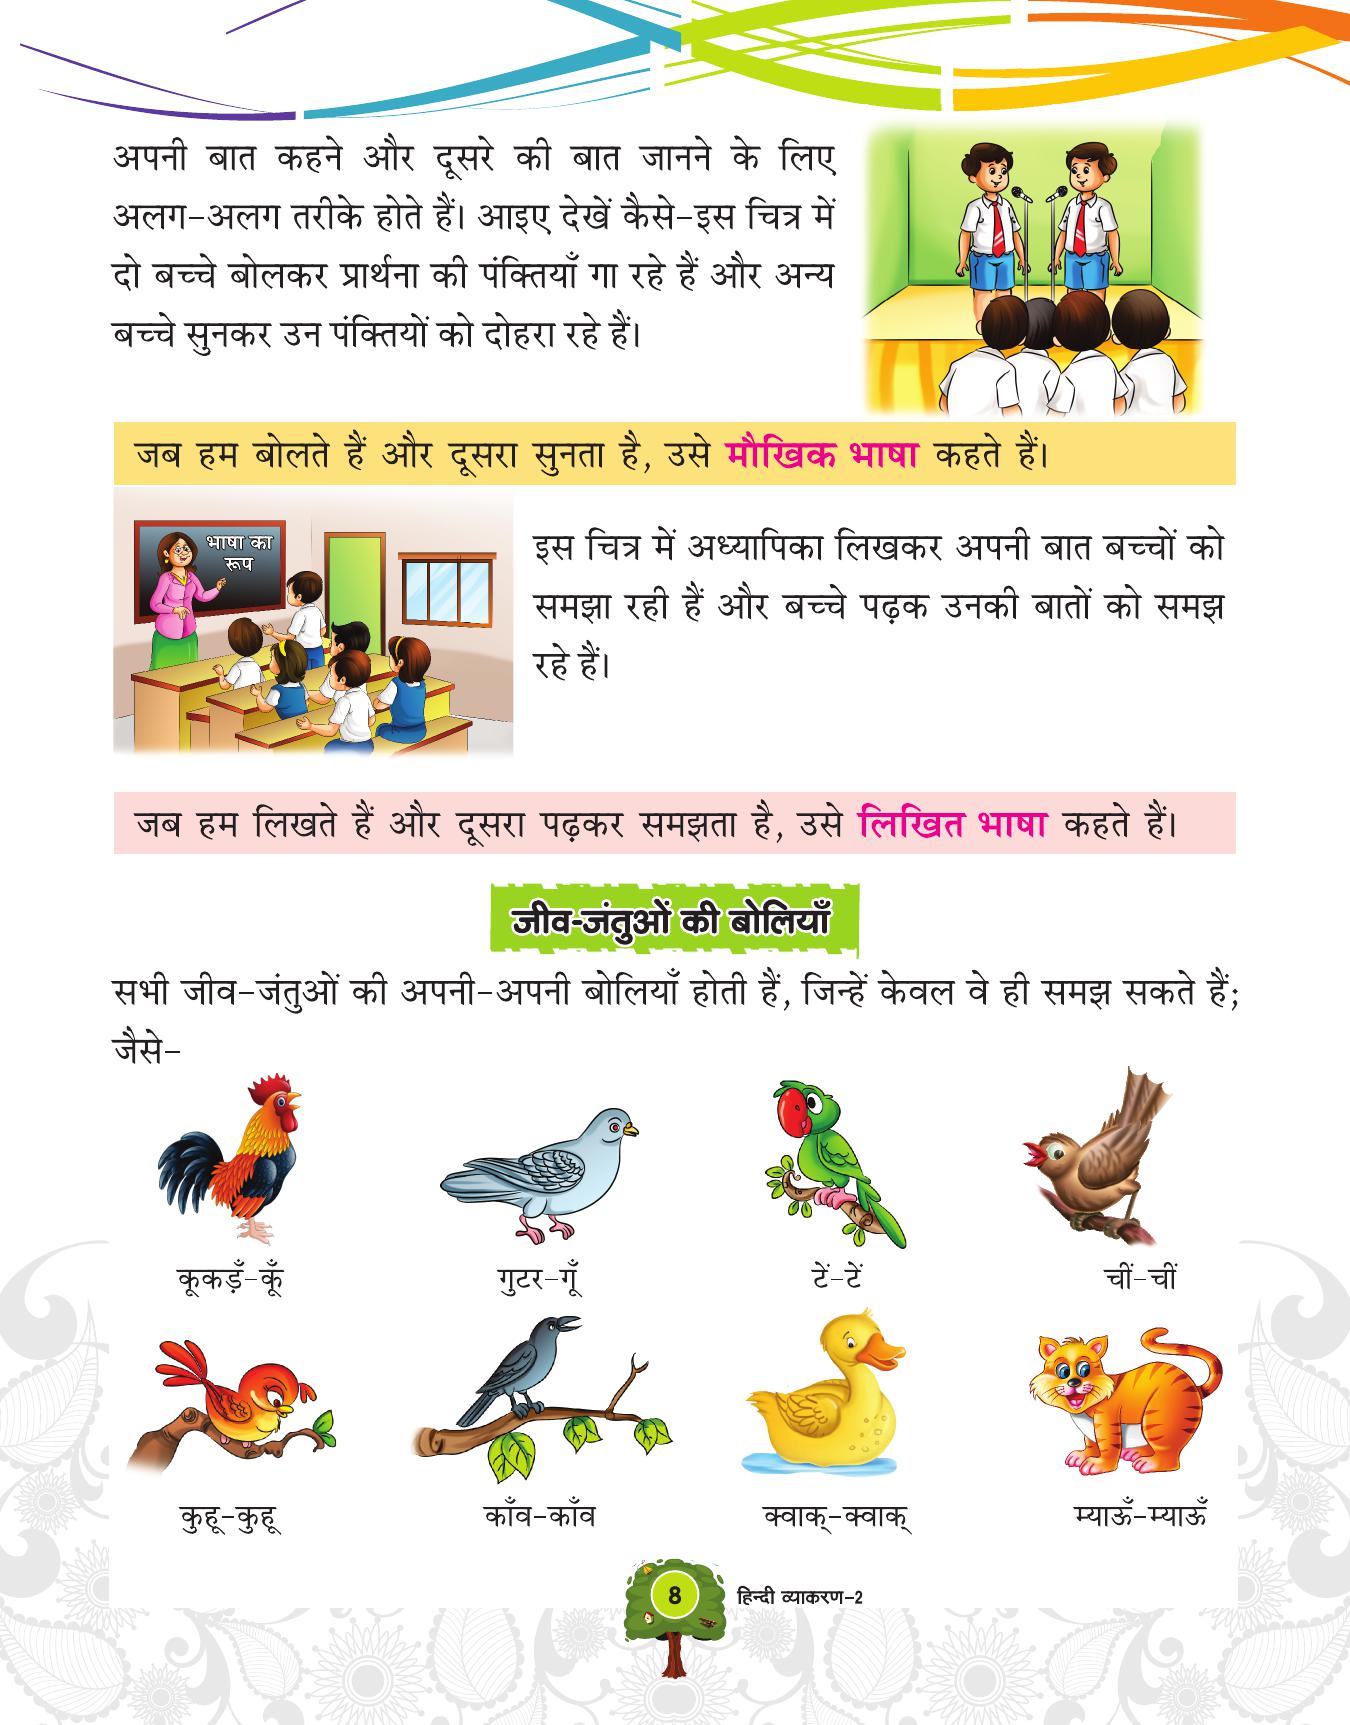 अपनी बात कहने और दूसरे की बात जानने के लिए
अलग-अलग तरीके होते हैं। आइए देखें कैसे-इस चित्र में
दो बच्चे बोलकर प्रार्थना की पंक्तियाँ गा रहे हैं और अन्य
बच्चे सुनकर उन पंक्तियों को दोहरा रहे हैं।
जब हम बोलते हैं और दूसरा सुनता है, उसे मौखिक भाषा कहते हैं।
भाषा का
रूप
इस चित्र में अध्यापिका लिखकर अपनी बात बच्चों को
समझा रही हैं और बच्चे पढ़क उनकी बातों को समझ
रहे हैं।
जब हम लिखते हैं और दूसरा पढ़कर समझता है, उसे लिखित भाषा कहते हैं।
जीव-जंतुओं की बोलियाँ
सभी जीव-जंतुओं की अपनी-अपनी बोलियाँ होती हैं, जिन्हें केवल वे ही समझ सकते हैं;
जैसे-
कूकड़ँ-कूँ गुटर-गूँ टें-टें चीं-चीं
कुहू-कुहू काँव-काँव क्वाक्-क्वाक् म्याऊँ-म्याऊँ
8 हिन्दी व्याकरण-2